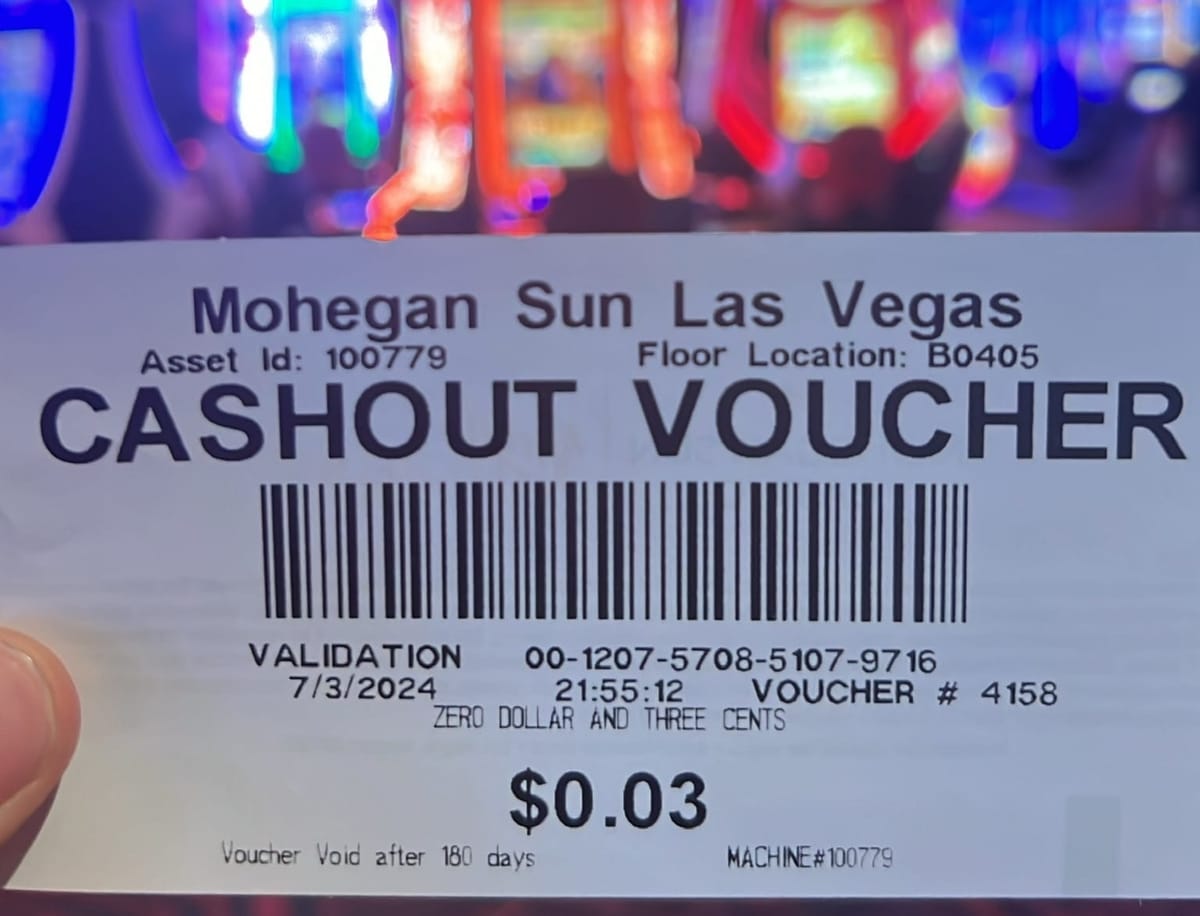 Mohegan Sun Las Vegas
Asset Id: 100779 Floor Location: B0405
CASHOUT VOUCHER
VALIDATION 00-1207-5708-5107-9716
7/3/2024 21:55:12 VOUCHER # 4158
ZERO DOLLAR AND THREE CENTS
$0.03
Voucher Void after 180 days MACHINE#100779